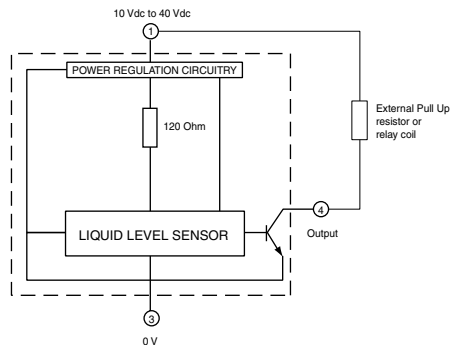 10 Vdc to 40 Vdc
1
POWER REGULATION CIRCUITRY
120 Ohm
External Pull Up
resistor or
relay coil
4
LIQUID LEVEL SENSOR
Output
3
0 V